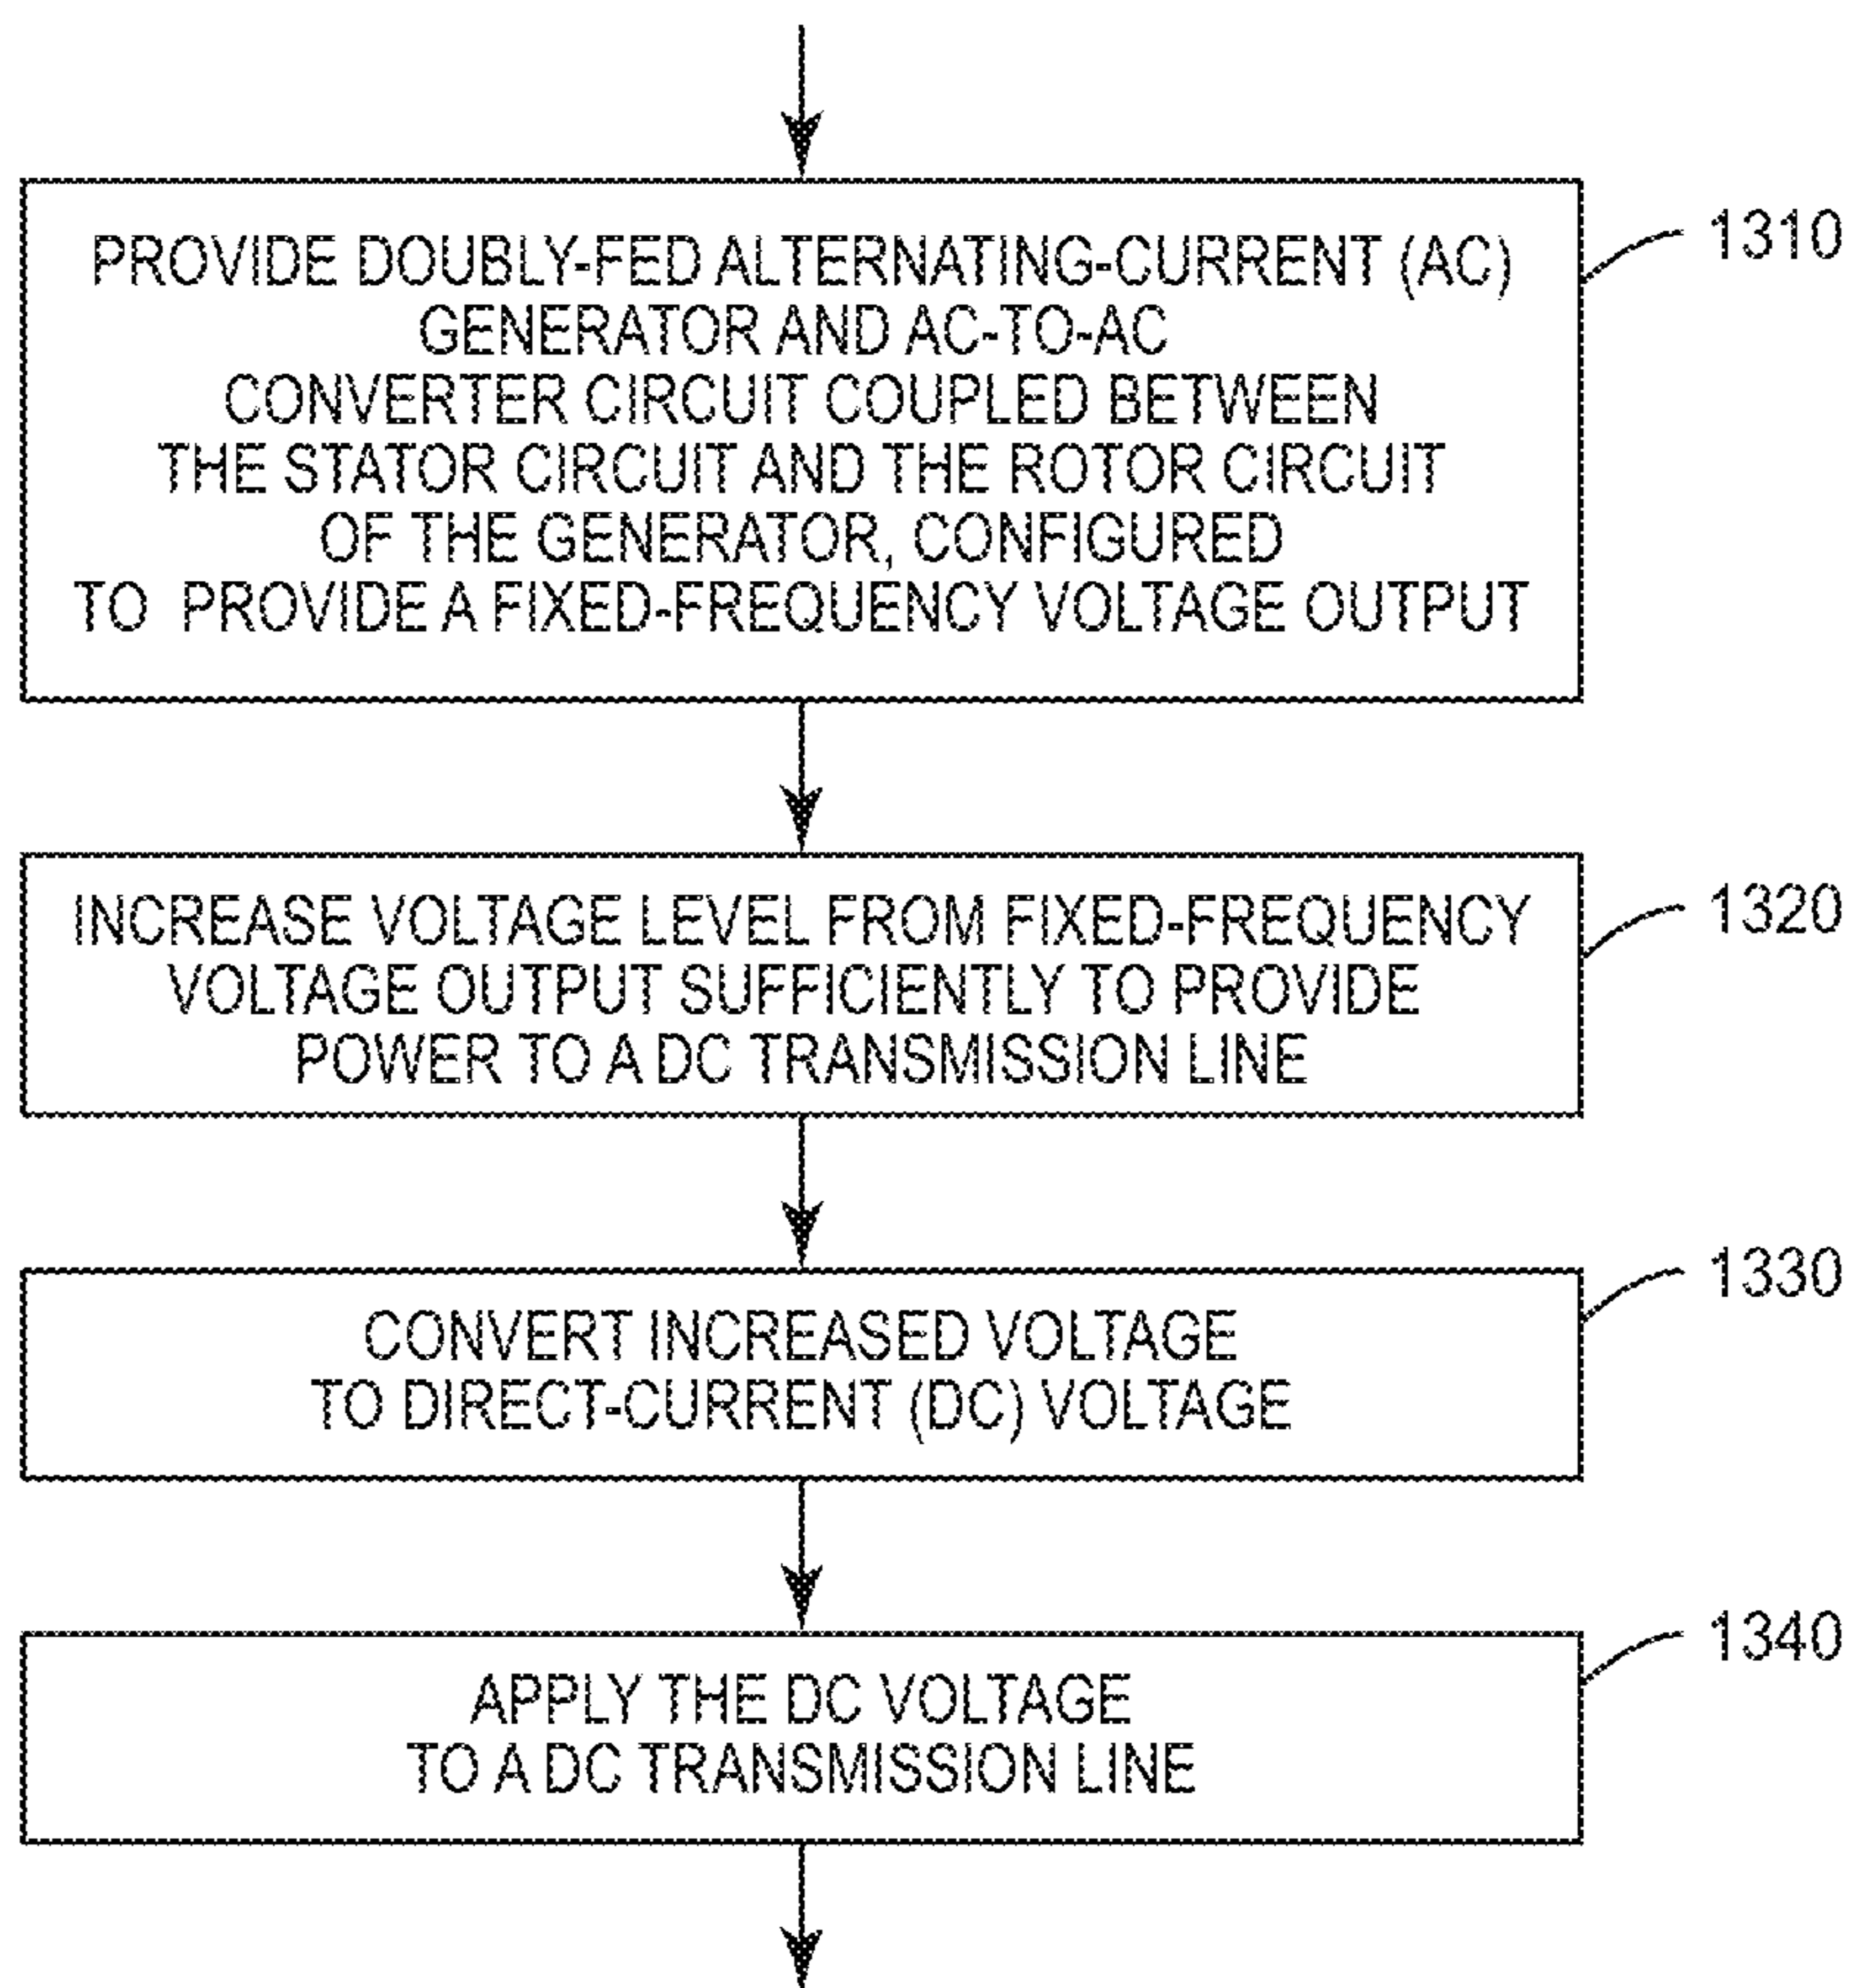 PROVIDE DOUBLY-FED ALTERNATING-CURRENT (AC)
GENERATOR AND AC-TO-AC
CONVERTER CIRCUIT COUPLED BETWEEN
THE STATOR CIRCUIT AND THE ROTOR CIRCUIT
OF THE GENERATOR, CONFIGURED
TO PROVIDE A FIXED-FREQUENCY VOLTAGE OUTPUT
1310
INCREASE VOLTAGE LEVEL FROM FIXED-FREQUENCY
VOLTAGE OUTPUT SUFFICIENTLY TO PROVIDE
POWER TO A DC TRANSMISSION LINE
1320
CONVERT INCREASED VOLTAGE
TO DIRECT-CURRENT (DC) VOLTAGE
1330
APPLY THE DC VOLTAGE
TO A DC TRANSMISSION LINE
1340